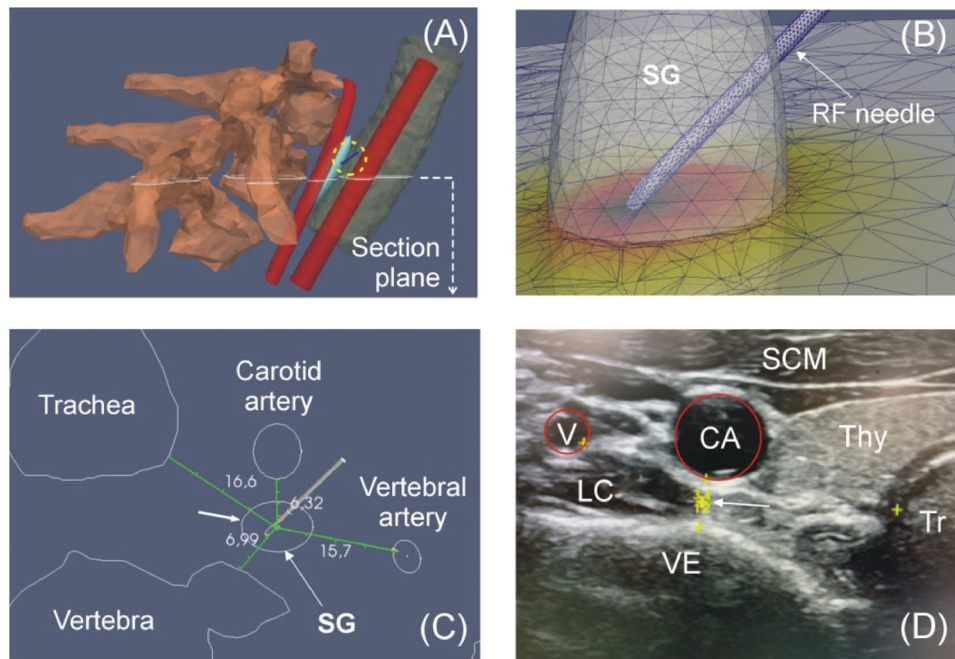 (A)
Section
plane
(B)
SG
RF needle
Trachea
Carotid
artery
16,6
6,32
Vertebral
artery
6,99
15,7
Vertebra
SG
(C)
SCM
V
CA
Thy
LC
Tr
VE
(D)